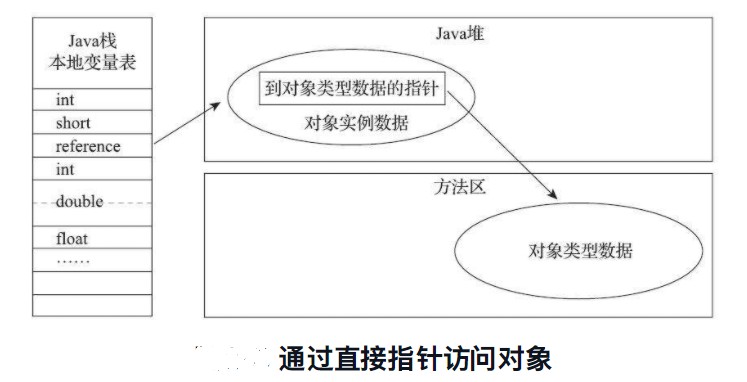 Java栈
本地变量表
int
short
reference
int
double
float
……
Java堆
到对象类型数据的指针
对象实例数据
方法区
对象类型数据
通过直接指针访问对象